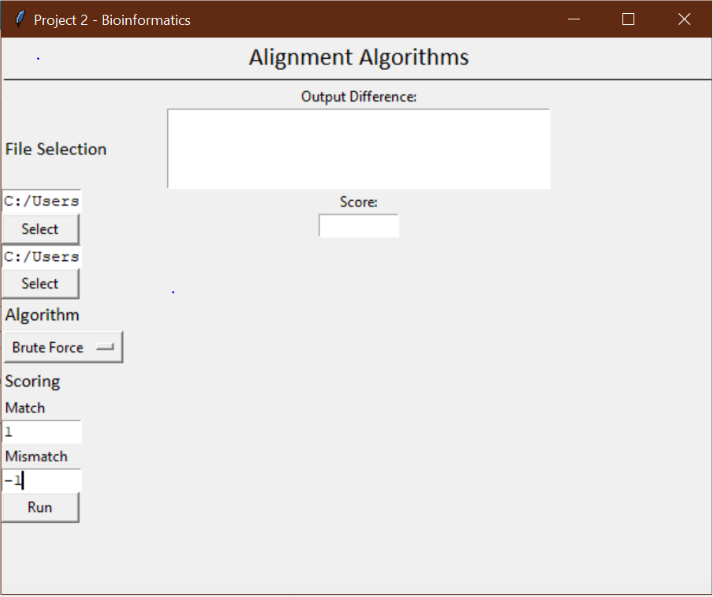 Project 2 - Bioinformatics
Alignment Algorithms
Output Difference:
File Selection
C:/Users
Score:
Select
C:/Users
Select
Algorithm
Brute Force
Scoring
Match
1
Mismatch
-1
Run